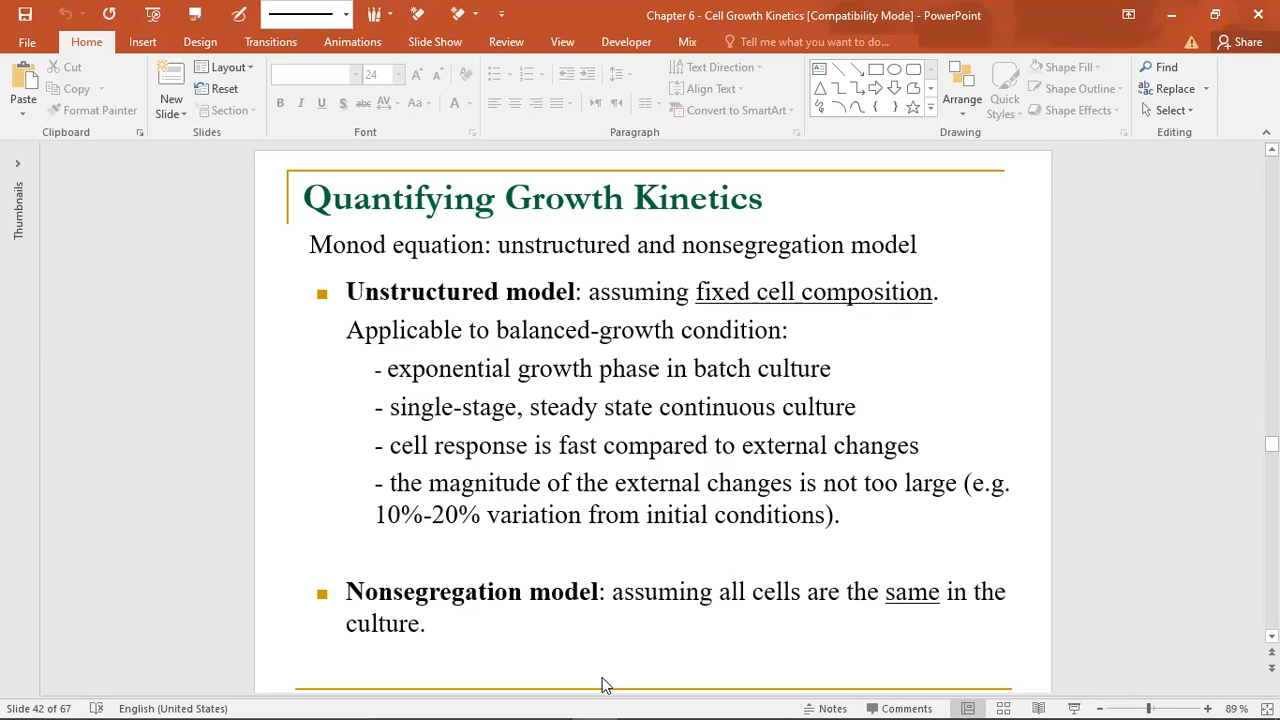 Chapter 6 - Cell Growth Kinetics [Compatibility Mode] - PowerPoint
File Home Insert Design Transitions Animations Slide Show Review View Developer Mix Tell me what you want to do... Share
Paste
Cut
Copy
Format Painter
Clipboard
New Slide
Layout
Reset
Section
Slides
24
B I U S abc AV Aa A
Font
Text Direction
Align Text
Convert to SmartArt
Paragraph
Arrange
Quick Styles
Shape Fill
Shape Outline
Shape Effects
Drawing
Find
Replace
Select
Editing
Thumbnails
Quantifying Growth Kinetics
Monod equation: unstructured and nonsegregation model
Unstructured model: assuming fixed cell composition.
Applicable to balanced-growth condition:
- exponential growth phase in batch culture
- single-stage, steady state continuous culture
- cell response is fast compared to external changes
- the magnitude of the external changes is not too large (e.g.
10%-20% variation from initial conditions).
Nonsegregation model: assuming all cells are the same in the
culture.
Slide 42 of 67 English (United States) Notes Comments 89 %